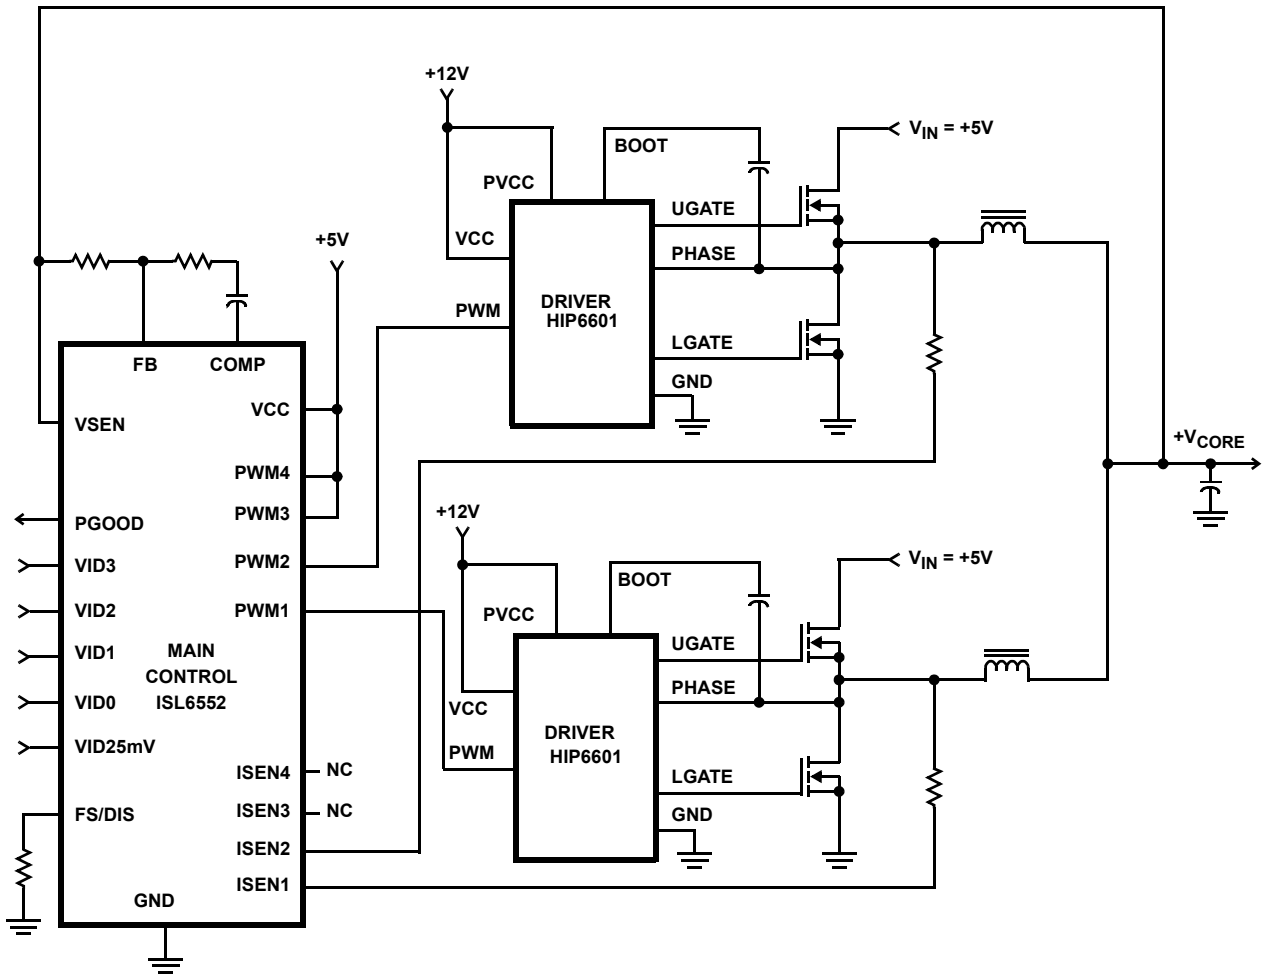 +12V
BOOT
V_IN = +5V
PVCC
UGATE
VCC
PHASE
+5V
DRIVER
HIP6601
PWM
LGATE
GND
FB
COMP
VCC
VSEN
+V_CORE
PWM4
PWM3
PGOOD
+12V
V_IN = +5V
VID3
PWM2
BOOT
VID2
PWM1
PVCC
UGATE
VID1
MAIN
CONTROL
ISL6552
PHASE
VID0
VCC
DRIVER
HIP6601
VID25mV
PWM
ISEN4
NC
LGATE
FS/DIS
ISEN3
NC
GND
ISEN2
ISEN1
GND